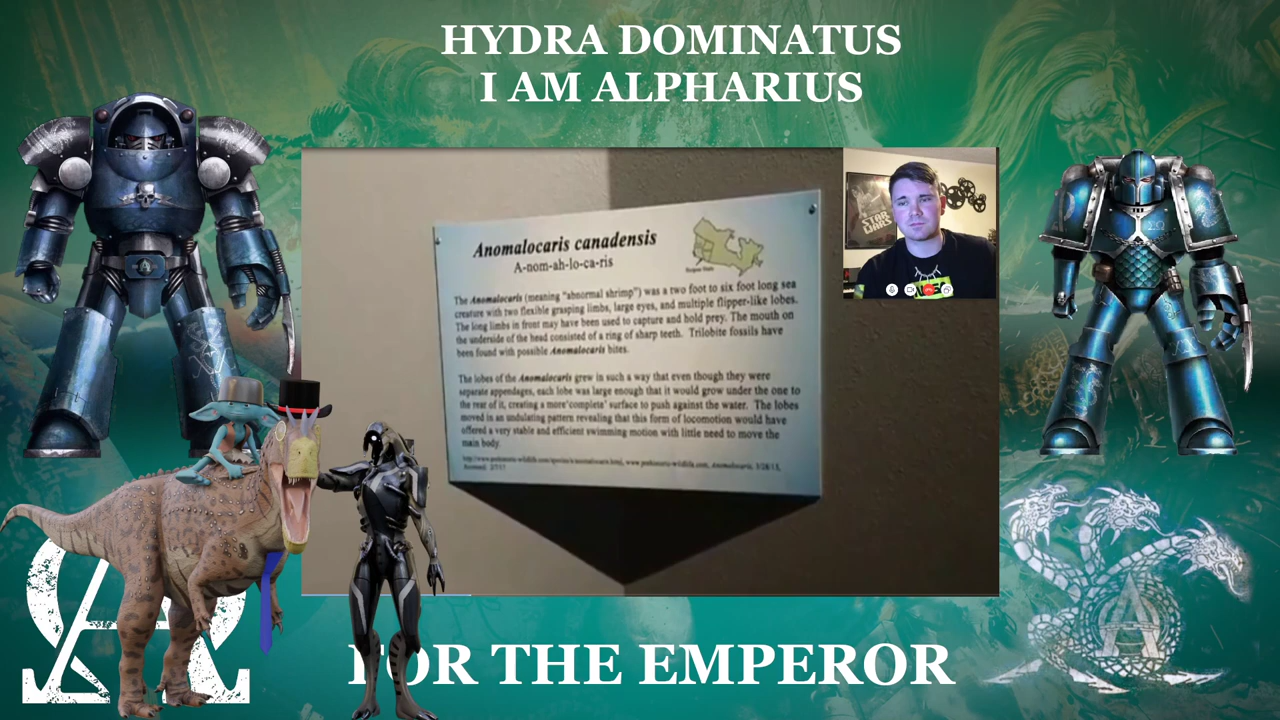 HYDRA DOMINATUS
I AM ALPHARIUS
Anomalocaris canadensis
A-nom-ah-lo-ca-ris
The Anomalocaris (meaning "abnormal shrimp") was a two foot to six foot long sea
creature with two flexible grasping limbs, large eyes, and multiple flipper-like lobes.
The long limbs in front may have been used to capture and hold prey. The mouth on
the underside of the head consisted of a ring of sharp teeth. Trilobite fossils have
been found with possible Anomalocaris bites.
The lobes of the Anomalocaris grew in such a way that even though they were
separate appendages, each lobe was large enough that it would grow under the one to
the rear of it, creating a more 'complete' surface to push against the water. The lobes
moved in an undulating pattern revealing that this form of locomotion would have
offered a very stable and efficient swimming motion with little need to move the
main body.
STAR
WARS
FOR THE EMPEROR